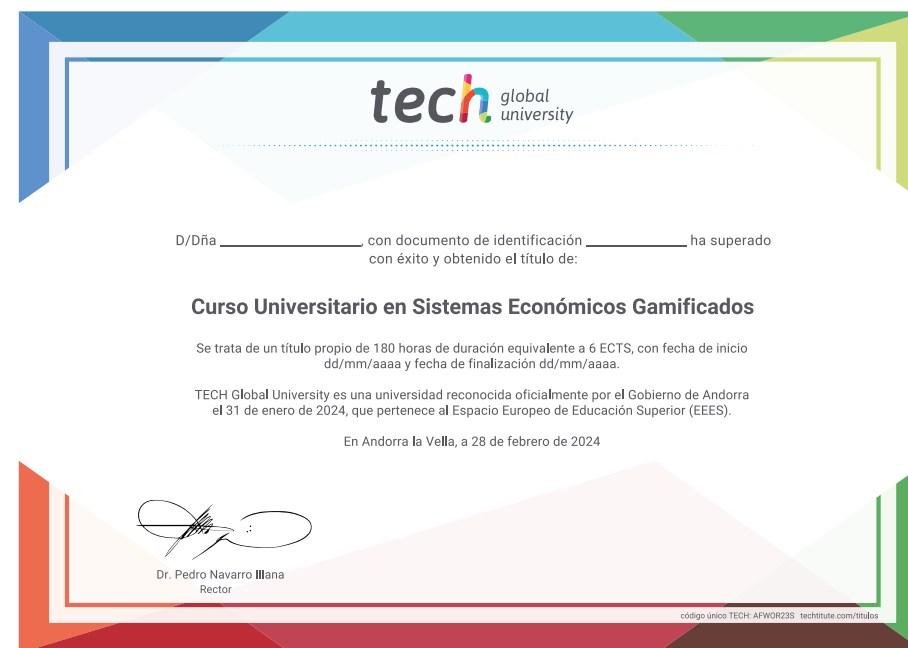 tech global university
D/Dña ______________, con documento de identificación __________ ha superado
con éxito y obtenido el título de:
Curso Universitario en Sistemas Económicos Gamificados
Se trata de un título propio de 180 horas de duración equivalente a 6 ECTS, con fecha de inicio
dd/mm/aaaa y fecha de finalización dd/mm/aaaa.
TECH Global University es una universidad reconocida oficialmente por el Gobierno de Andorra
el 31 de enero de 2024, que pertenece al Espacio Europeo de Educación Superior (EEES).
En Andorra la Vella, a 28 de febrero de 2024
Dr. Pedro Navarro Illana
Rector
código único TECH: AFWOR23S techtitute.com/titulos